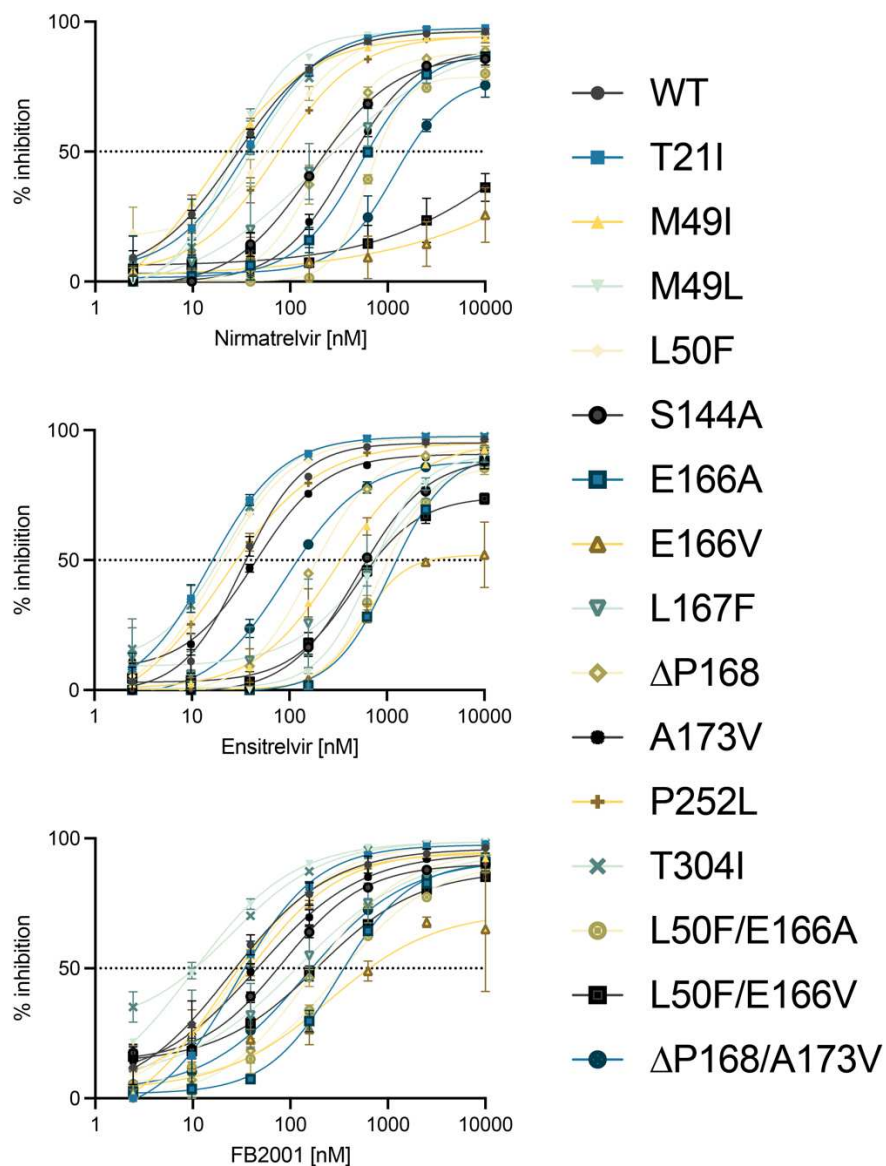 100
50
0
% inhibition
1 10 100 1000 10000
Nirmatrelvir [nM]
100
50
0
% inhibiition
1 10 100 1000 10000
Ensitrelvir [nM]
100
50
0
% inhibition
1 10 100 1000 10000
FB2001 [nM]
WT
T21I
M49I
M49L
L50F
S144A
E166A
E166V
L167F
ΔP168
A173V
P252L
T304I
L50F/E166A
L50F/E166V
ΔP168/A173V